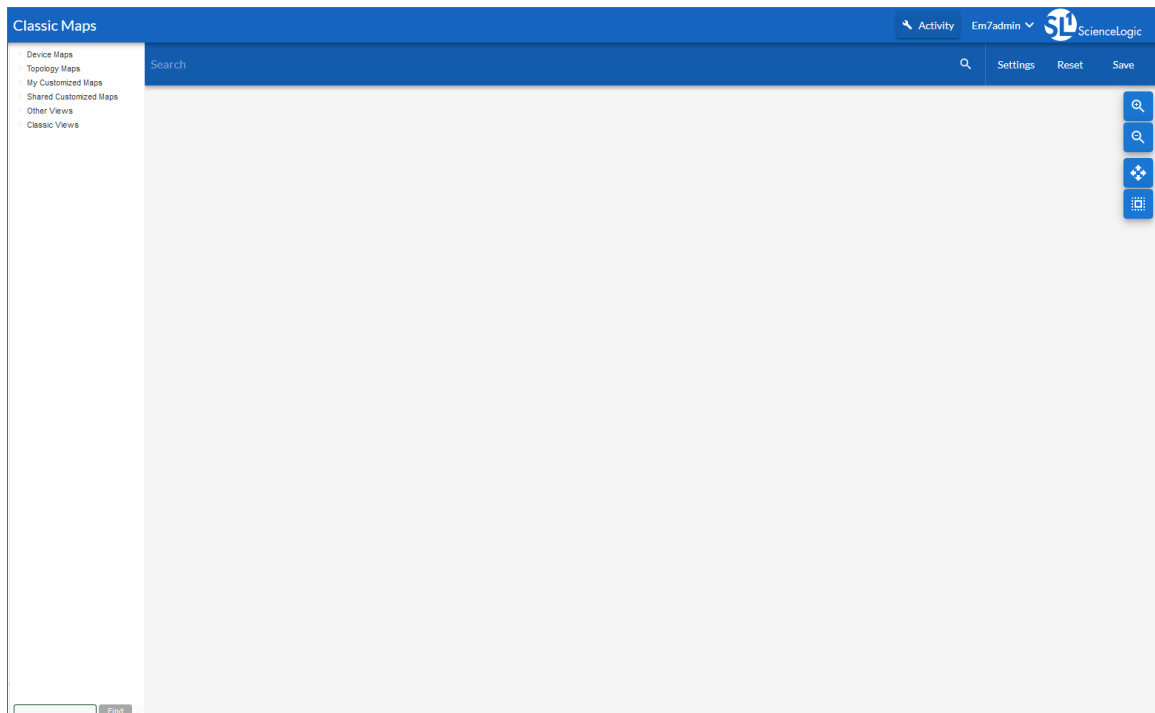 Classic Maps
Activity
Em7admin
SL1 ScienceLogic
Device Maps
Topology Maps
My Customized Maps
Shared Customized Maps
Other Views
Classic Views
Search
Settings
Reset
Save
Find